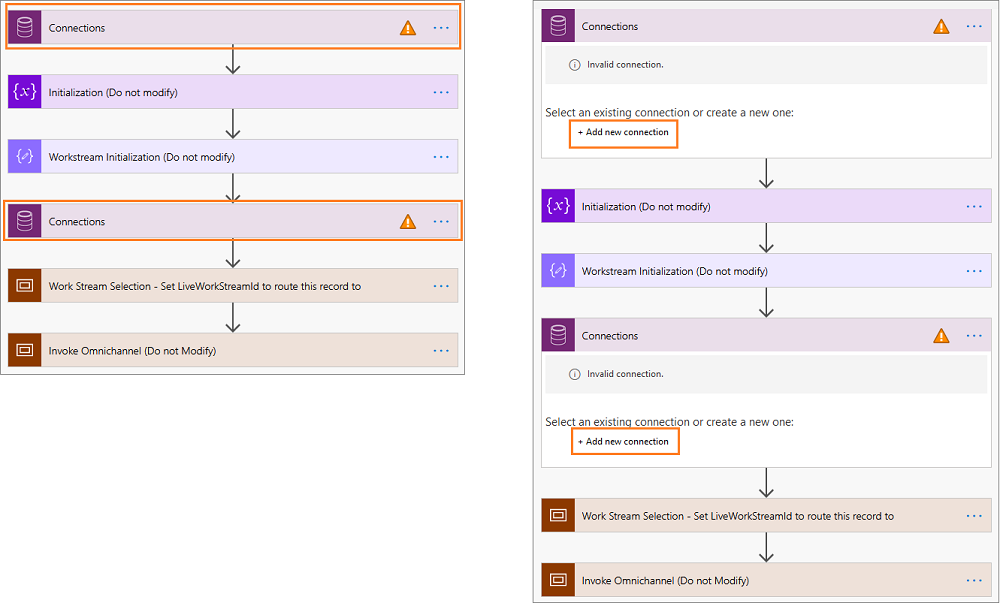 Connections
Initialization (Do not modify)
Workstream Initialization (Do not modify)
Connections
Work Stream Selection - Set LiveWorkStreamId to route this record to
Invoke Omnichannel (Do not Modify)
Connections
Invalid connection.
Select an existing connection or create a new one:
+ Add new connection
Initialization (Do not modify)
Workstream Initialization (Do not modify)
Connections
Invalid connection.
Select an existing connection or create a new one:
+ Add new connection
Work Stream Selection - Set LiveWorkStreamId to route this record to
Invoke Omnichannel (Do not Modify)